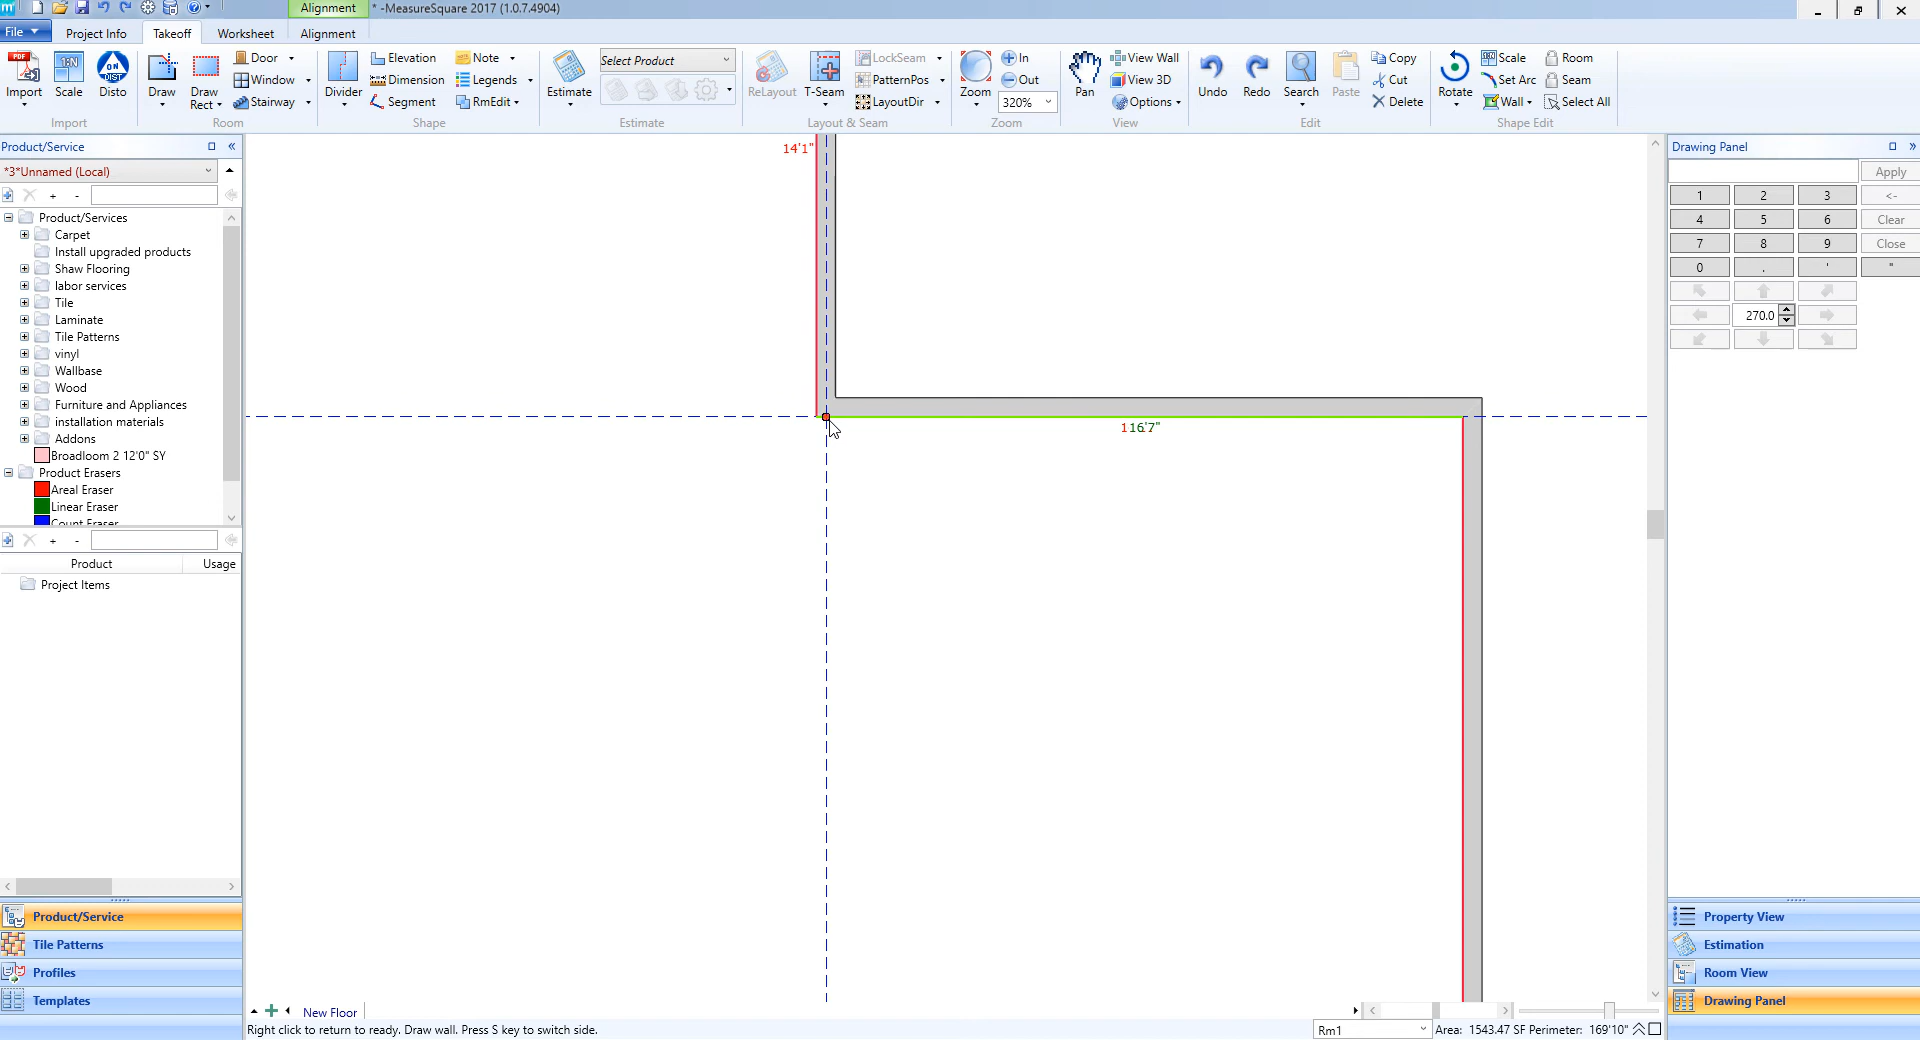 m
Alignment
* -MeasureSquare 2017 (1.0.7.4904)
File
Project Info
Takeoff
Worksheet
Alignment
PDF
Import
1:N
Scale
ON
DIST
Disto
Import
Draw
Draw
Rect
Door
Window
Stairway
Room
Divider
Elevation
Dimension
Segment
Note
Legends
RmEdit
Shape
Estimate
Select Product
Estimate
ReLayout
T-Seam
LockSeam
PatternPos
LayoutDir
Layout & Seam
Zoom
In
Out
320%
Zoom
Pan
View Wall
View 3D
Options
View
Undo
Redo
Search
Paste
Copy
Cut
Delete
Edit
Rotate
Scale
Set Arc
Wall
Room
Seam
Select All
Shape Edit
Product/Service
*3*Unnamed (Local)
+
-
Product/Services
Carpet
Install upgraded products
Shaw Flooring
labor services
Tile
Laminate
Tile Patterns
vinyl
Wallbase
Wood
Furniture and Appliances
installation materials
Addons
Broadloom 2 12'0" SY
Product Erasers
Areal Eraser
Linear Eraser
Count Eraser
+
-
Product
Usage
Project Items
Product/Service
Tile Patterns
Profiles
Templates
14'1"
Drawing Panel
Apply
1
2
3
<-
4
5
6
Clear
7
8
9
Close
0
.
'
"
270.0
Property View
Estimation
Room View
Drawing Panel
New Floor
Right click to return to ready. Draw wall. Press S key to switch side.
Rm1
Area: 1543.47 SF Perimeter: 169'10"